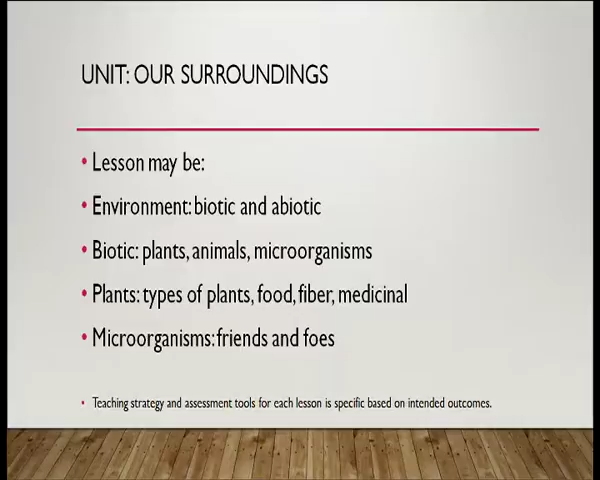 UNIT: OUR SURROUNDINGS
• Lesson may be:
• Environment: biotic and abiotic
• Biotic: plants, animals, microorganisms
• Plants: types of plants, food, fiber, medicinal
• Microorganisms: friends and foes
• Teaching strategy and assessment tools for each lesson is specific based on intended outcomes.